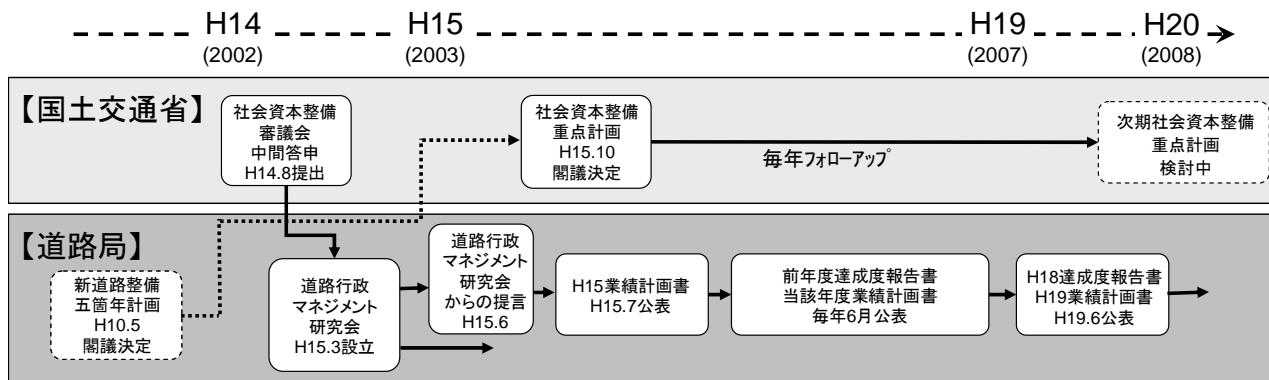 H14
(2002)
H15
(2003)
H19
(2007)
H20
(2008)
【国土交通省】
社会資本整備
審議会
中間答申
H14.8提出
社会資本整備
重点計画
H15.10
閣議決定
毎年フォローアップ
次期社会資本整備
重点計画
検討中
【道路局】
新道路整備
五箇年計画
H10.5
閣議決定
道路行政
マネジメント
研究会
H15.3設立
道路行政
マネジメント
研究会
からの提言
H15.6
H15業績計画書
H15.7公表
前年度達成度報告書
当該年度業績計画書
毎年6月公表
H18達成度報告書
H19業績計画書
H19.6公表